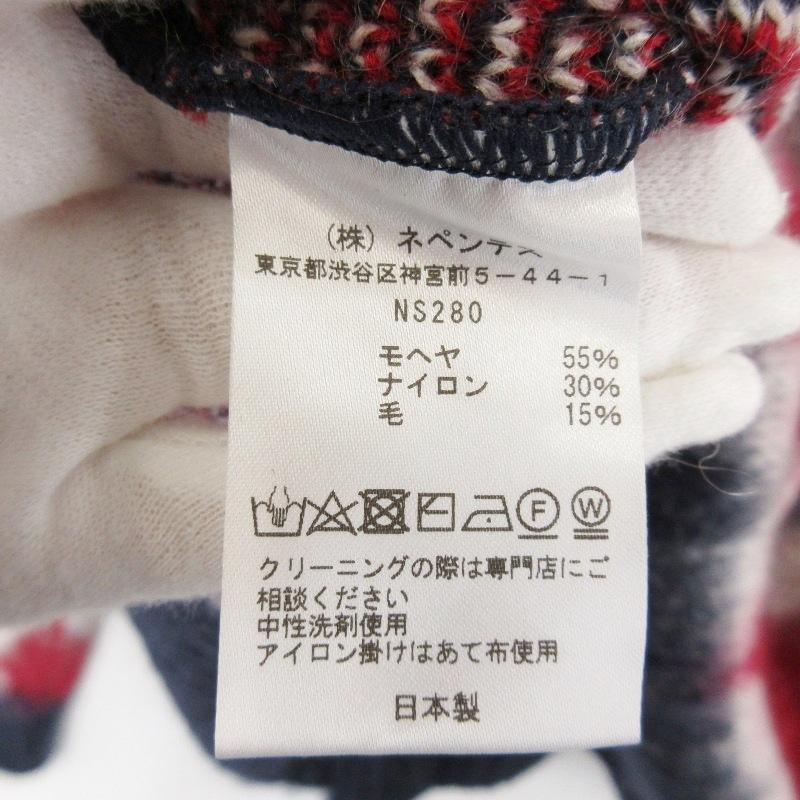 （株）ネペンテス
東京都渋谷区神宮前5-44-1
NS280
モヘヤ 55%
ナイロン 30%
毛 15%
F W
クリーニングの際は専門店にご
相談ください
中性洗剤使用
アイロン掛けはあて布使用
日本製